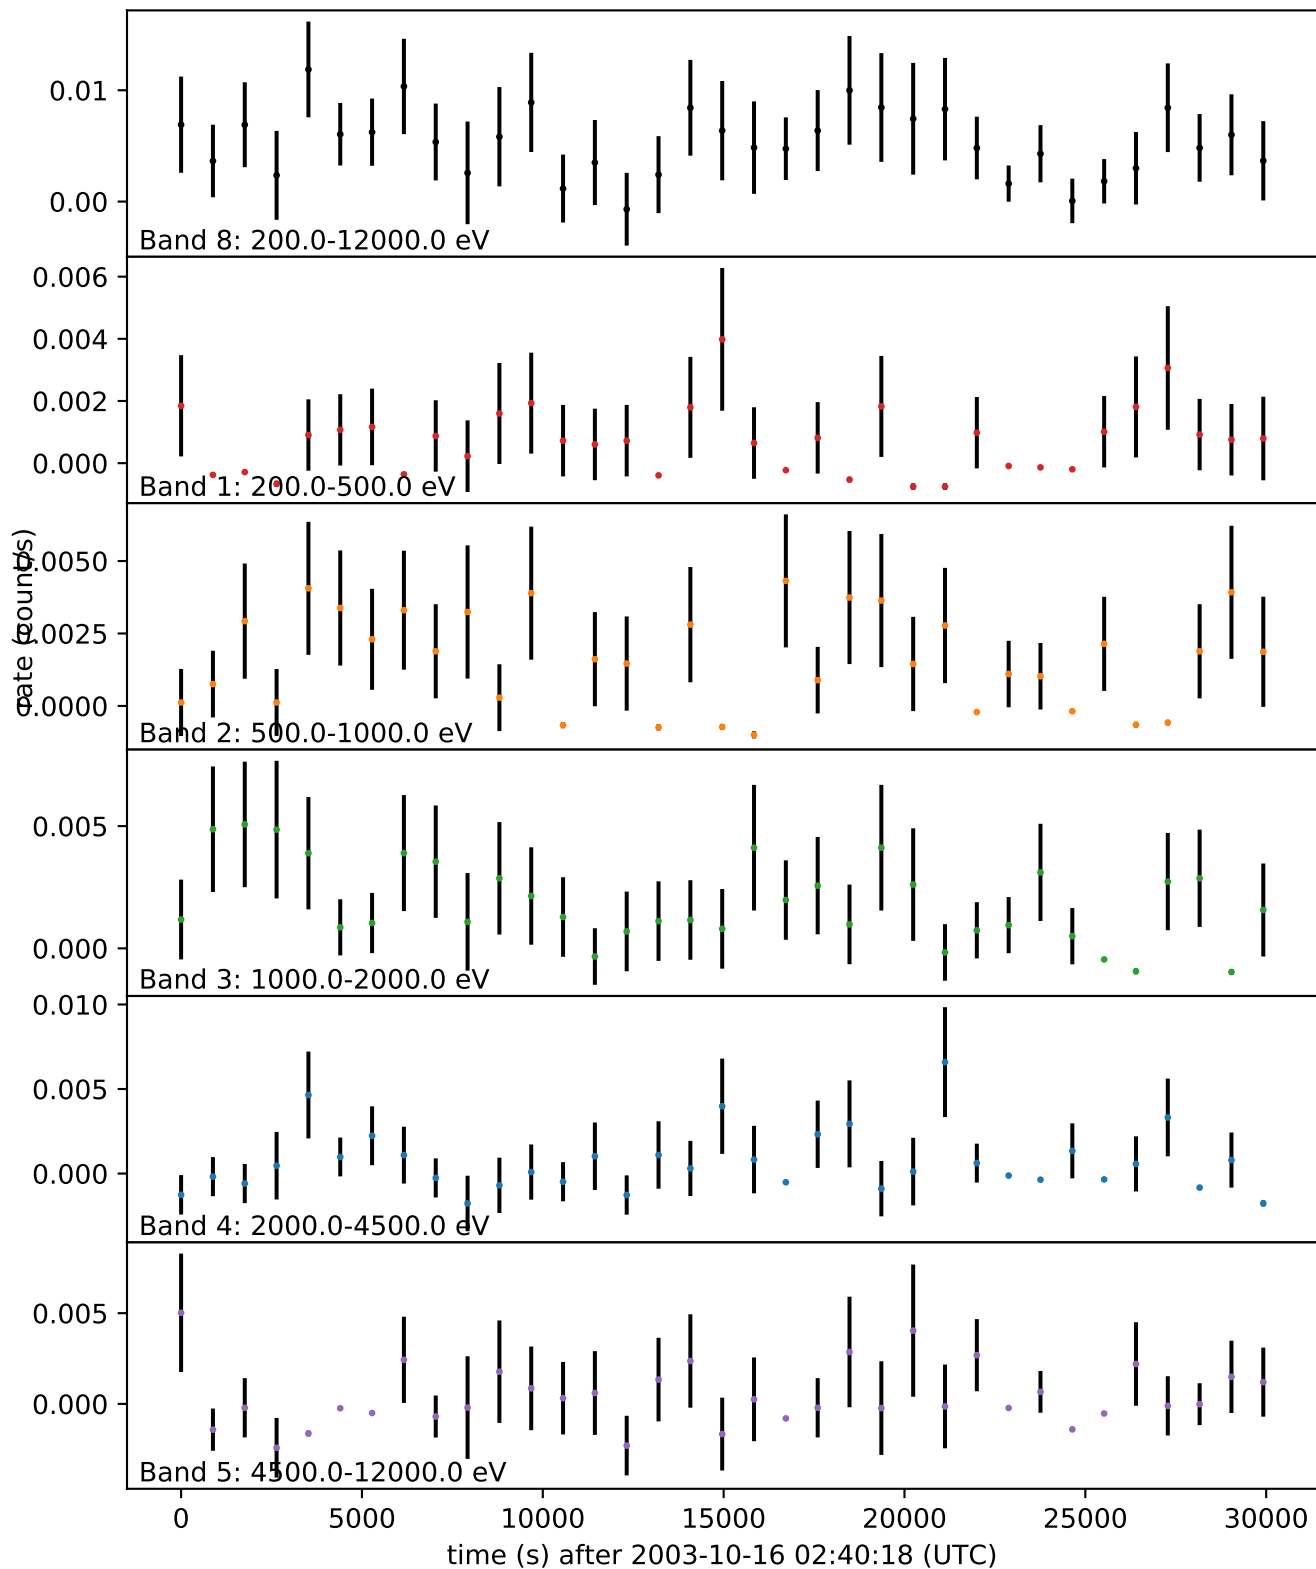 0.01
0.00
Band 8: 200.0-12000.0 eV
0.006
0.004
0.002
0.000
Band 1: 200.0-500.0 eV
rate (count/s)
0.0050
0.0025
0.0000
Band 2: 500.0-1000.0 eV
0.005
0.000
Band 3: 1000.0-2000.0 eV
0.010
0.005
0.000
Band 4: 2000.0-4500.0 eV
0.005
0.000
Band 5: 4500.0-12000.0 eV
0 5000 10000 15000 20000 25000 30000
time (s) after 2003-10-16 02:40:18 (UTC)